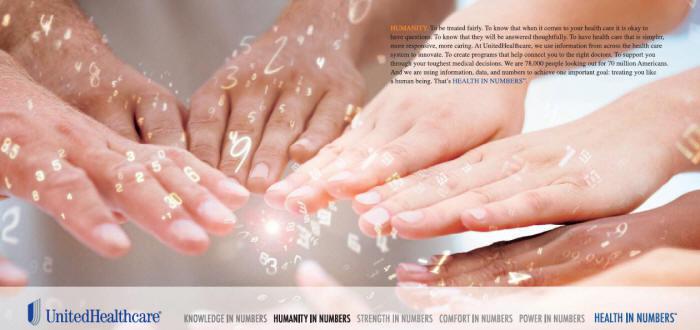 HUMANITY. To be treated fairly. To know that when it comes to your health care it is okay to
have questions. To know that they will be answered thoughtfully. To have health care that is simpler,
more responsive, more caring. At UnitedHealthcare, we use information from across the health care
system to innovate. To create programs that help connect you to the right doctors. To support you
through your toughest medical decisions. We are 78,000 people looking out for 70 million Americans.
And we are using information, data, and numbers to achieve one important goal: treating you like
a human being. That's HEALTH IN NUMBERS™
UnitedHealthcare® KNOWLEDGE IN NUMBERS HUMANITY IN NUMBERS STRENGTH IN NUMBERS COMFORT IN NUMBERS POWER IN NUMBERS HEALTH IN NUMBERS™